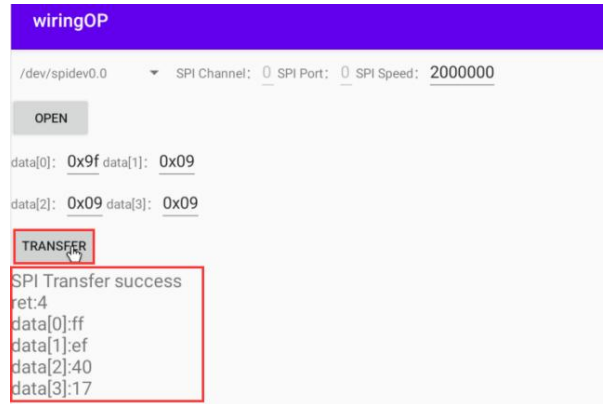 wiringOP
/dev/spidev0.0 SPI Channel: 0 SPI Port: 0 SPI Speed: 2000000
OPEN
data[0]: 0x9f data[1]: 0x09
data[2]: 0x09 data[3]: 0x09
TRANSFER
SPI Transfer success
ret:4
data[0]:ff
data[1]:ef
data[2]:40
data[3]:17